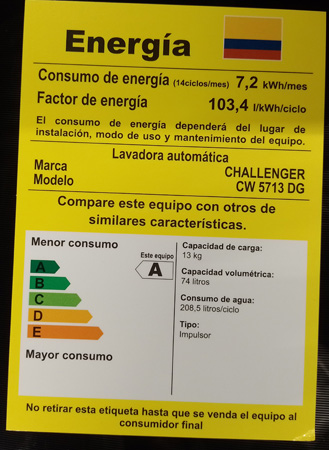 Energía
Consumo de energía (14ciclos/mes) 7,2 kWh/mes
Factor de energía 103,4 l/kWh/ciclo
El consumo de energía dependerá del lugar de
instalación, modo de uso y mantenimiento del equipo.
Lavadora automática
Marca CHALLENGER
Modelo CW 5713 DG
Compare este equipo con otros de
similares características.
Menor consumo
Este equipo
A
A
B
C
D
E
Mayor consumo
Capacidad de carga:
13 kg
Capacidad volumétrica:
74 litros
Consumo de agua:
208,5 litros/ciclo
Tipo:
Impulsor
No retirar esta etiqueta hasta que se venda el equipo al
consumidor final